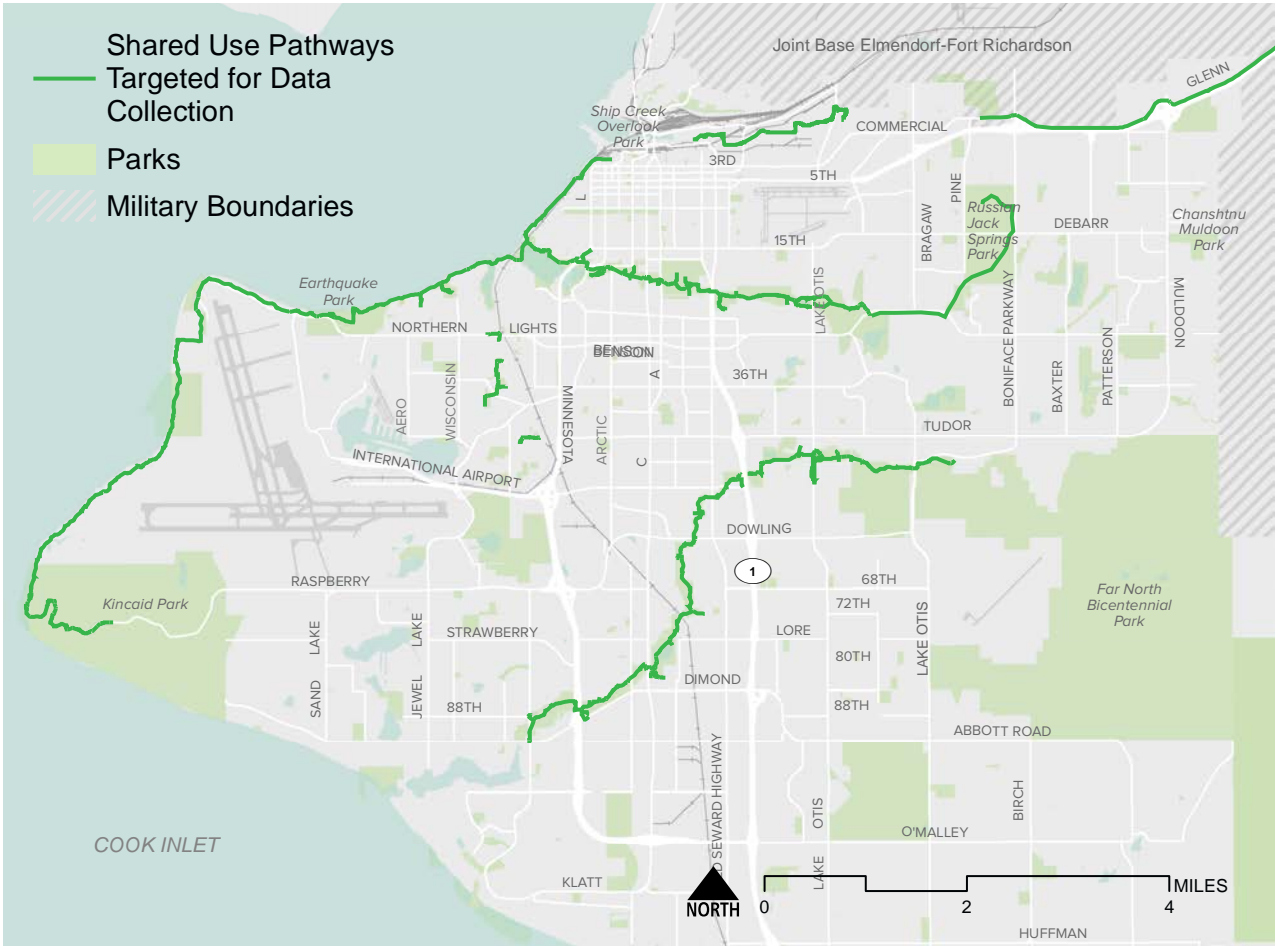 Shared Use Pathways
Targeted for Data
Collection
Parks
Military Boundaries
Joint Base Elmendorf-Fort Richardson
GLENN
Ship Creek
Overlook
Park
COMMERCIAL
3RD
5TH
L
PINE
BRAGAW
Russian
Jack
Springs
Park
DEBARR
Chanshtnu
Muldoon
Park
15TH
Earthquake
Park
LAKE OTIS
BONIFACE PARKWAY
MULDOON
NORTHERN
LIGHTS
BENSON
BENSON
A
36TH
BAXTER
PATTERSON
AERO
WISCONSIN
MINNESOTA
ARCTIC
C
TUDOR
INTERNATIONAL AIRPORT
DOWLING
1
RASPBERRY
68TH
Kincaid Park
72TH
Far North
Bicentennial
Park
SAND
LAKE
JEWEL
LAKE
STRAWBERRY
LORE
LAKE OTIS
80TH
DIMOND
88TH
88TH
ABBOTT ROAD
D SEWARD HIGHWAY
LAKE
OTIS
BIRCH
COOK INLET
O'MALLEY
KLATT
NORTH
MILES
0
2
4
HUFFMAN